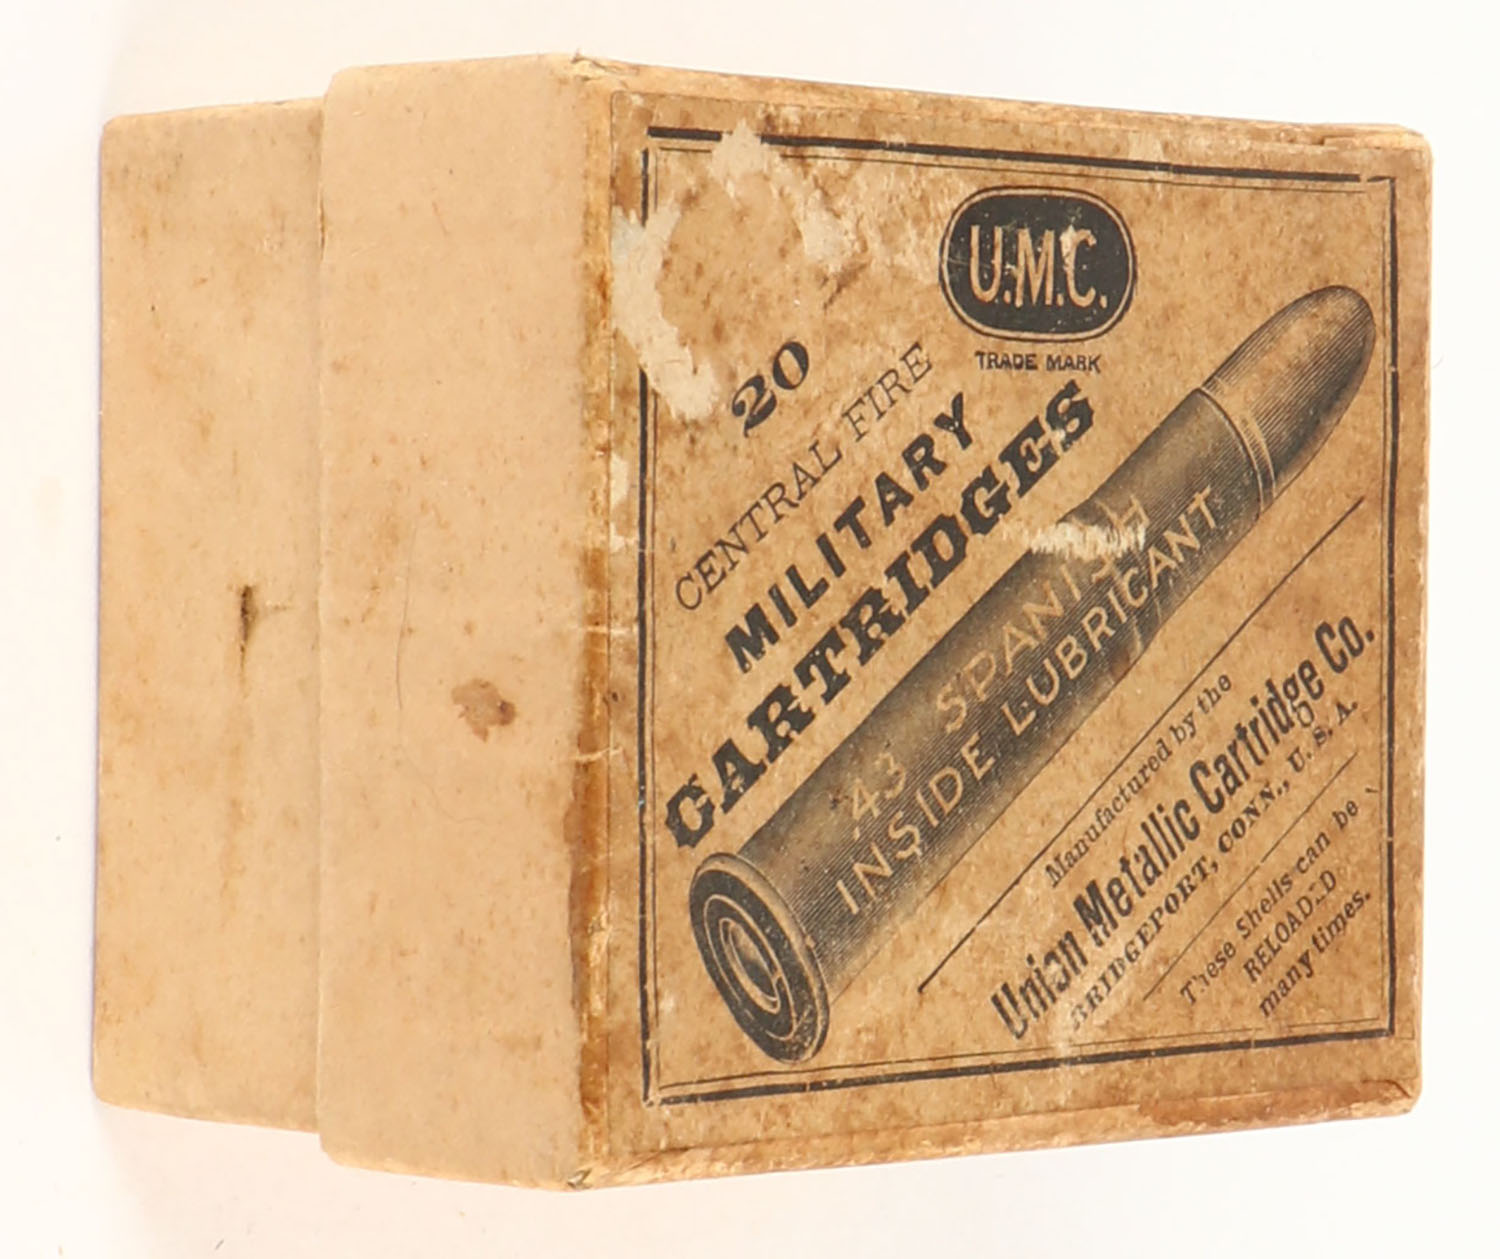 U.M.C.
TRADE MARK
20
CENTRAL FIRE
MILITARY
CARTRIDGES
.43 SPANISH
INSIDE LUBRICANT
Manufactured by the
Union Metallic Cartridge Co.
BRIDGEPORT, CONN., U. S. A.
These Shells can be
RELOADED
many times.